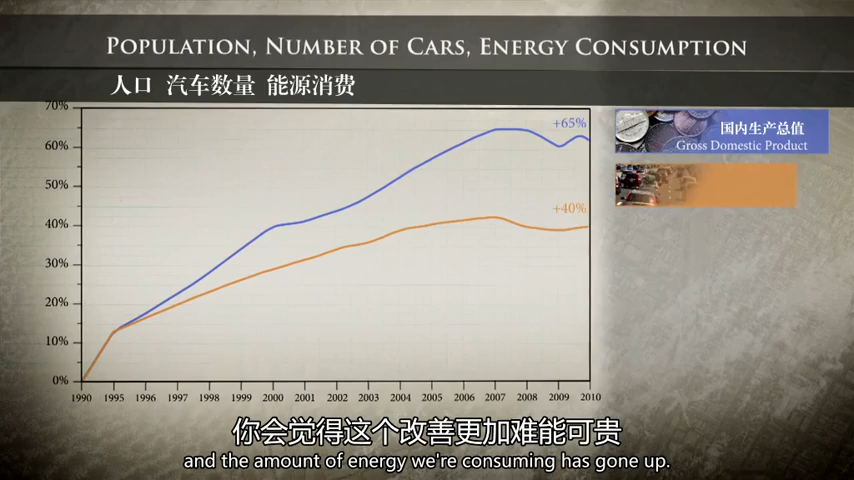 POPULATION, NUMBER OF CARS, ENERGY CONSUMPTION
人口 汽车数量 能源消费
70%
60%
50%
40%
30%
20%
10%
0%
+65%
+40%
1990 1995 1996 1997 1998 1999 2000 2001 2002 2003 2004 2005 2006 2007 2008 2009 2010
国内生产总值
Gross Domestic Product
你会觉得这个改善更加难能可贵
and the amount of energy we're consuming has gone up.